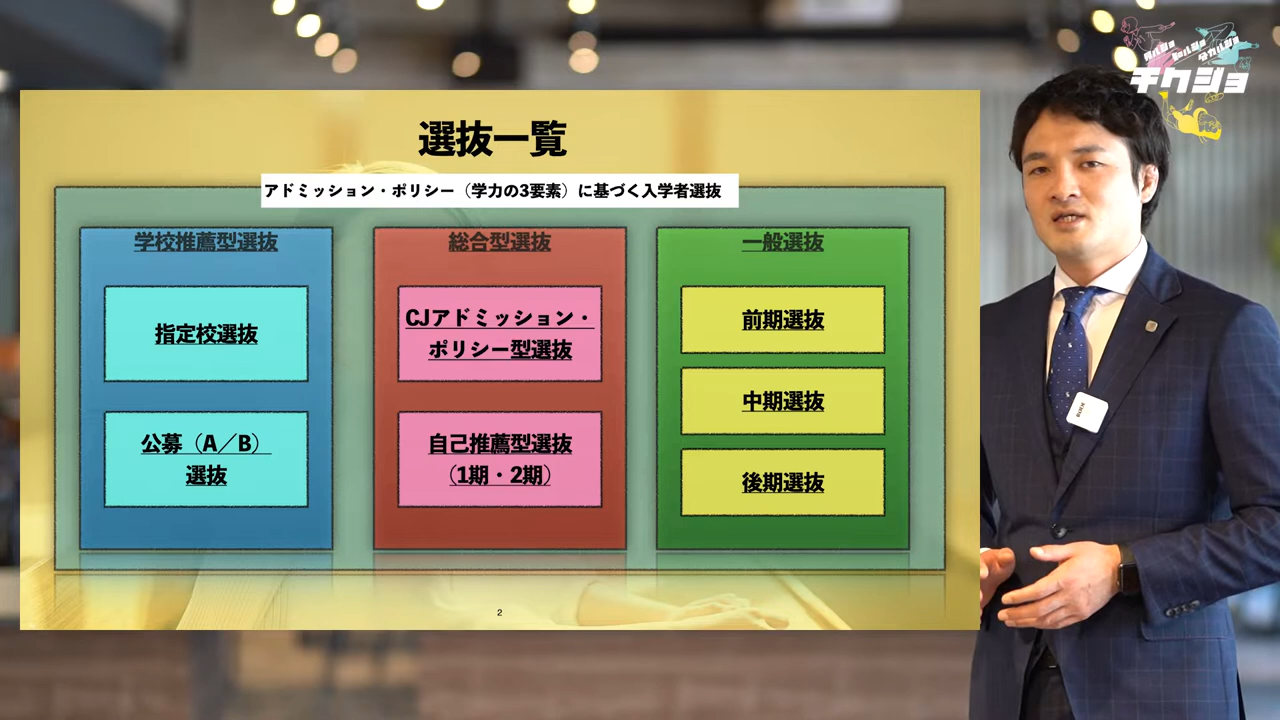 選抜一覧
アドミッション・ポリシー（学力の3要素）に基づく入学者選抜
学校推薦型選抜
総合型選抜
一般選抜
指定校選抜
公募（A／B）
選抜
CJアドミッション・
ポリシー型選抜
自己推薦型選抜
（1期・2期）
前期選抜
中期選抜
後期選抜
2
チクジョ